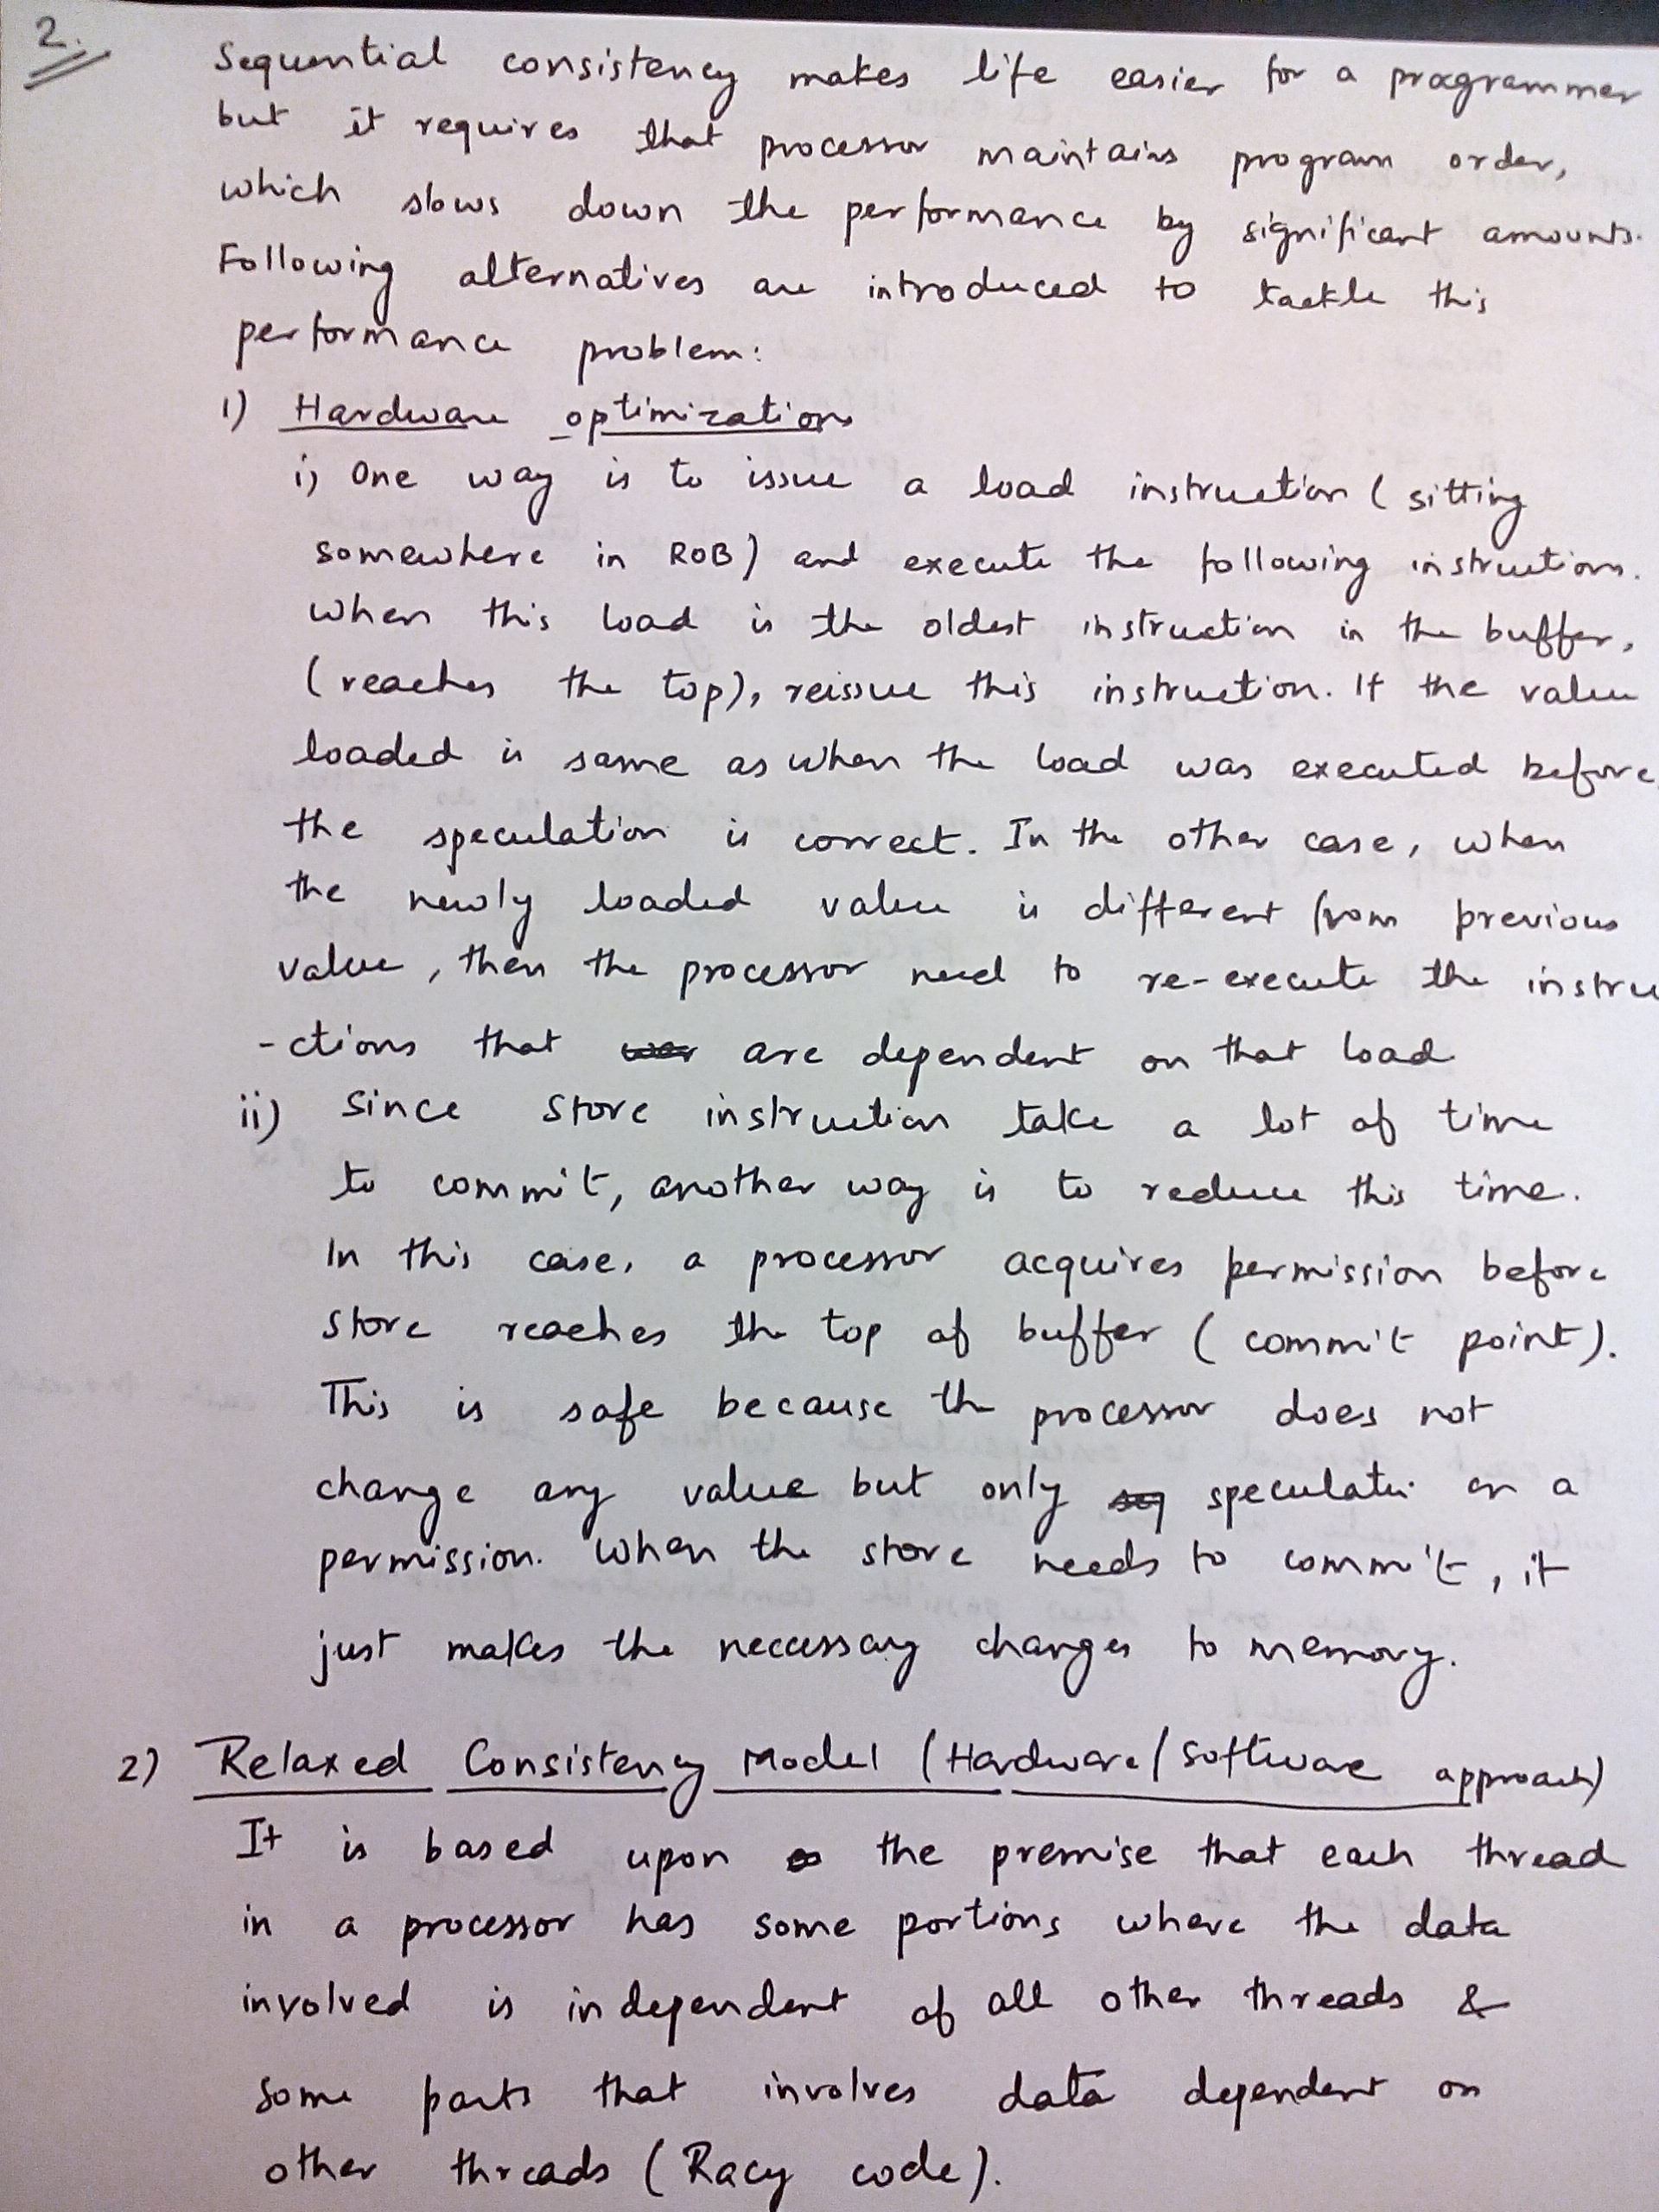 2.
Sequential consistency makes life easier for a programmer
but it requires that processor maintains program order,
which slows down the performance by significant amounts.
Following alternatives are introduced to tackle this
performance problem:
1) Hardware optimizations
i) One way is to issue a load instruction (sitting
somewhere in ROB) and execute the following instructions.
When this load is the oldest instruction in the buffer,
(reaches the top), reissue this instruction. If the value
loaded is same as when the load was executed before,
the speculation is correct. In the other case, when
the newly loaded value is different from previous
value, then the processor need to re-execute the instru
-ctions that are dependent on that load
ii) Since store instruction take a lot of time
to commit, another way is to reduce this time.
In this case, a processor acquires permission before
store reaches the top of buffer (commit point).
This is safe because the processor does not
change any value but only speculates on a
permission. When the store needs to commit, it
just makes the neccessary changes to memory.
2) Relaxed Consistency Model (Hardware/Software approach)
It is based upon the premise that each thread
in a processor has some portions where the data
involved is independent of all other threads &
some parts that involves data dependent on
other threads (Racy code).